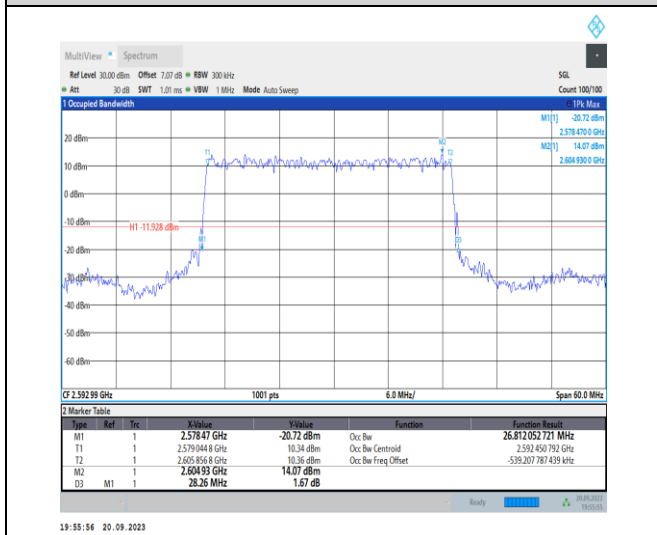 MultiView Spectrum
Ref Level 30.00 dBm Offset 7.07 dB RBW 300 kHz SGL
Att 30 dB SWT 1.01 ms VBW 1 MHz Mode Auto Sweep Count 100/100
1 Occupied Bandwidth 1Pk Max
M1[1] -20.72 dBm
2.578 470 0 GHz
M2[1] 14.07 dBm
2.604 930 0 GHz
20 dBm
10 dBm
0 dBm
-10 dBm
-30 dBm
-40 dBm
-50 dBm
-60 dBm
T1
M2
T2
H1 -11.928 dBm
M1
D3
CF 2.592 99 GHz 1001 pts 6.0 MHz/ Span 60.0 MHz
2 Marker Table
Type Ref Trc X-Value Y-Value Function Function Result
M1 1 2.578 47 GHz -20.72 dBm Occ Bw 26.812 052 721 MHz
T1 1 2.579 044 8 GHz 10.34 dBm Occ Bw Centroid 2.592 450 792 GHz
T2 1 2.605 856 8 GHz 10.36 dBm Occ Bw Freq Offset -539.207 787 439 kHz
M2 1 2.604 93 GHz 14.07 dBm
D3 M1 1 28.26 MHz 1.67 dB
Ready 20.09.2023
19:55:55
19:55:56 20.09.2023